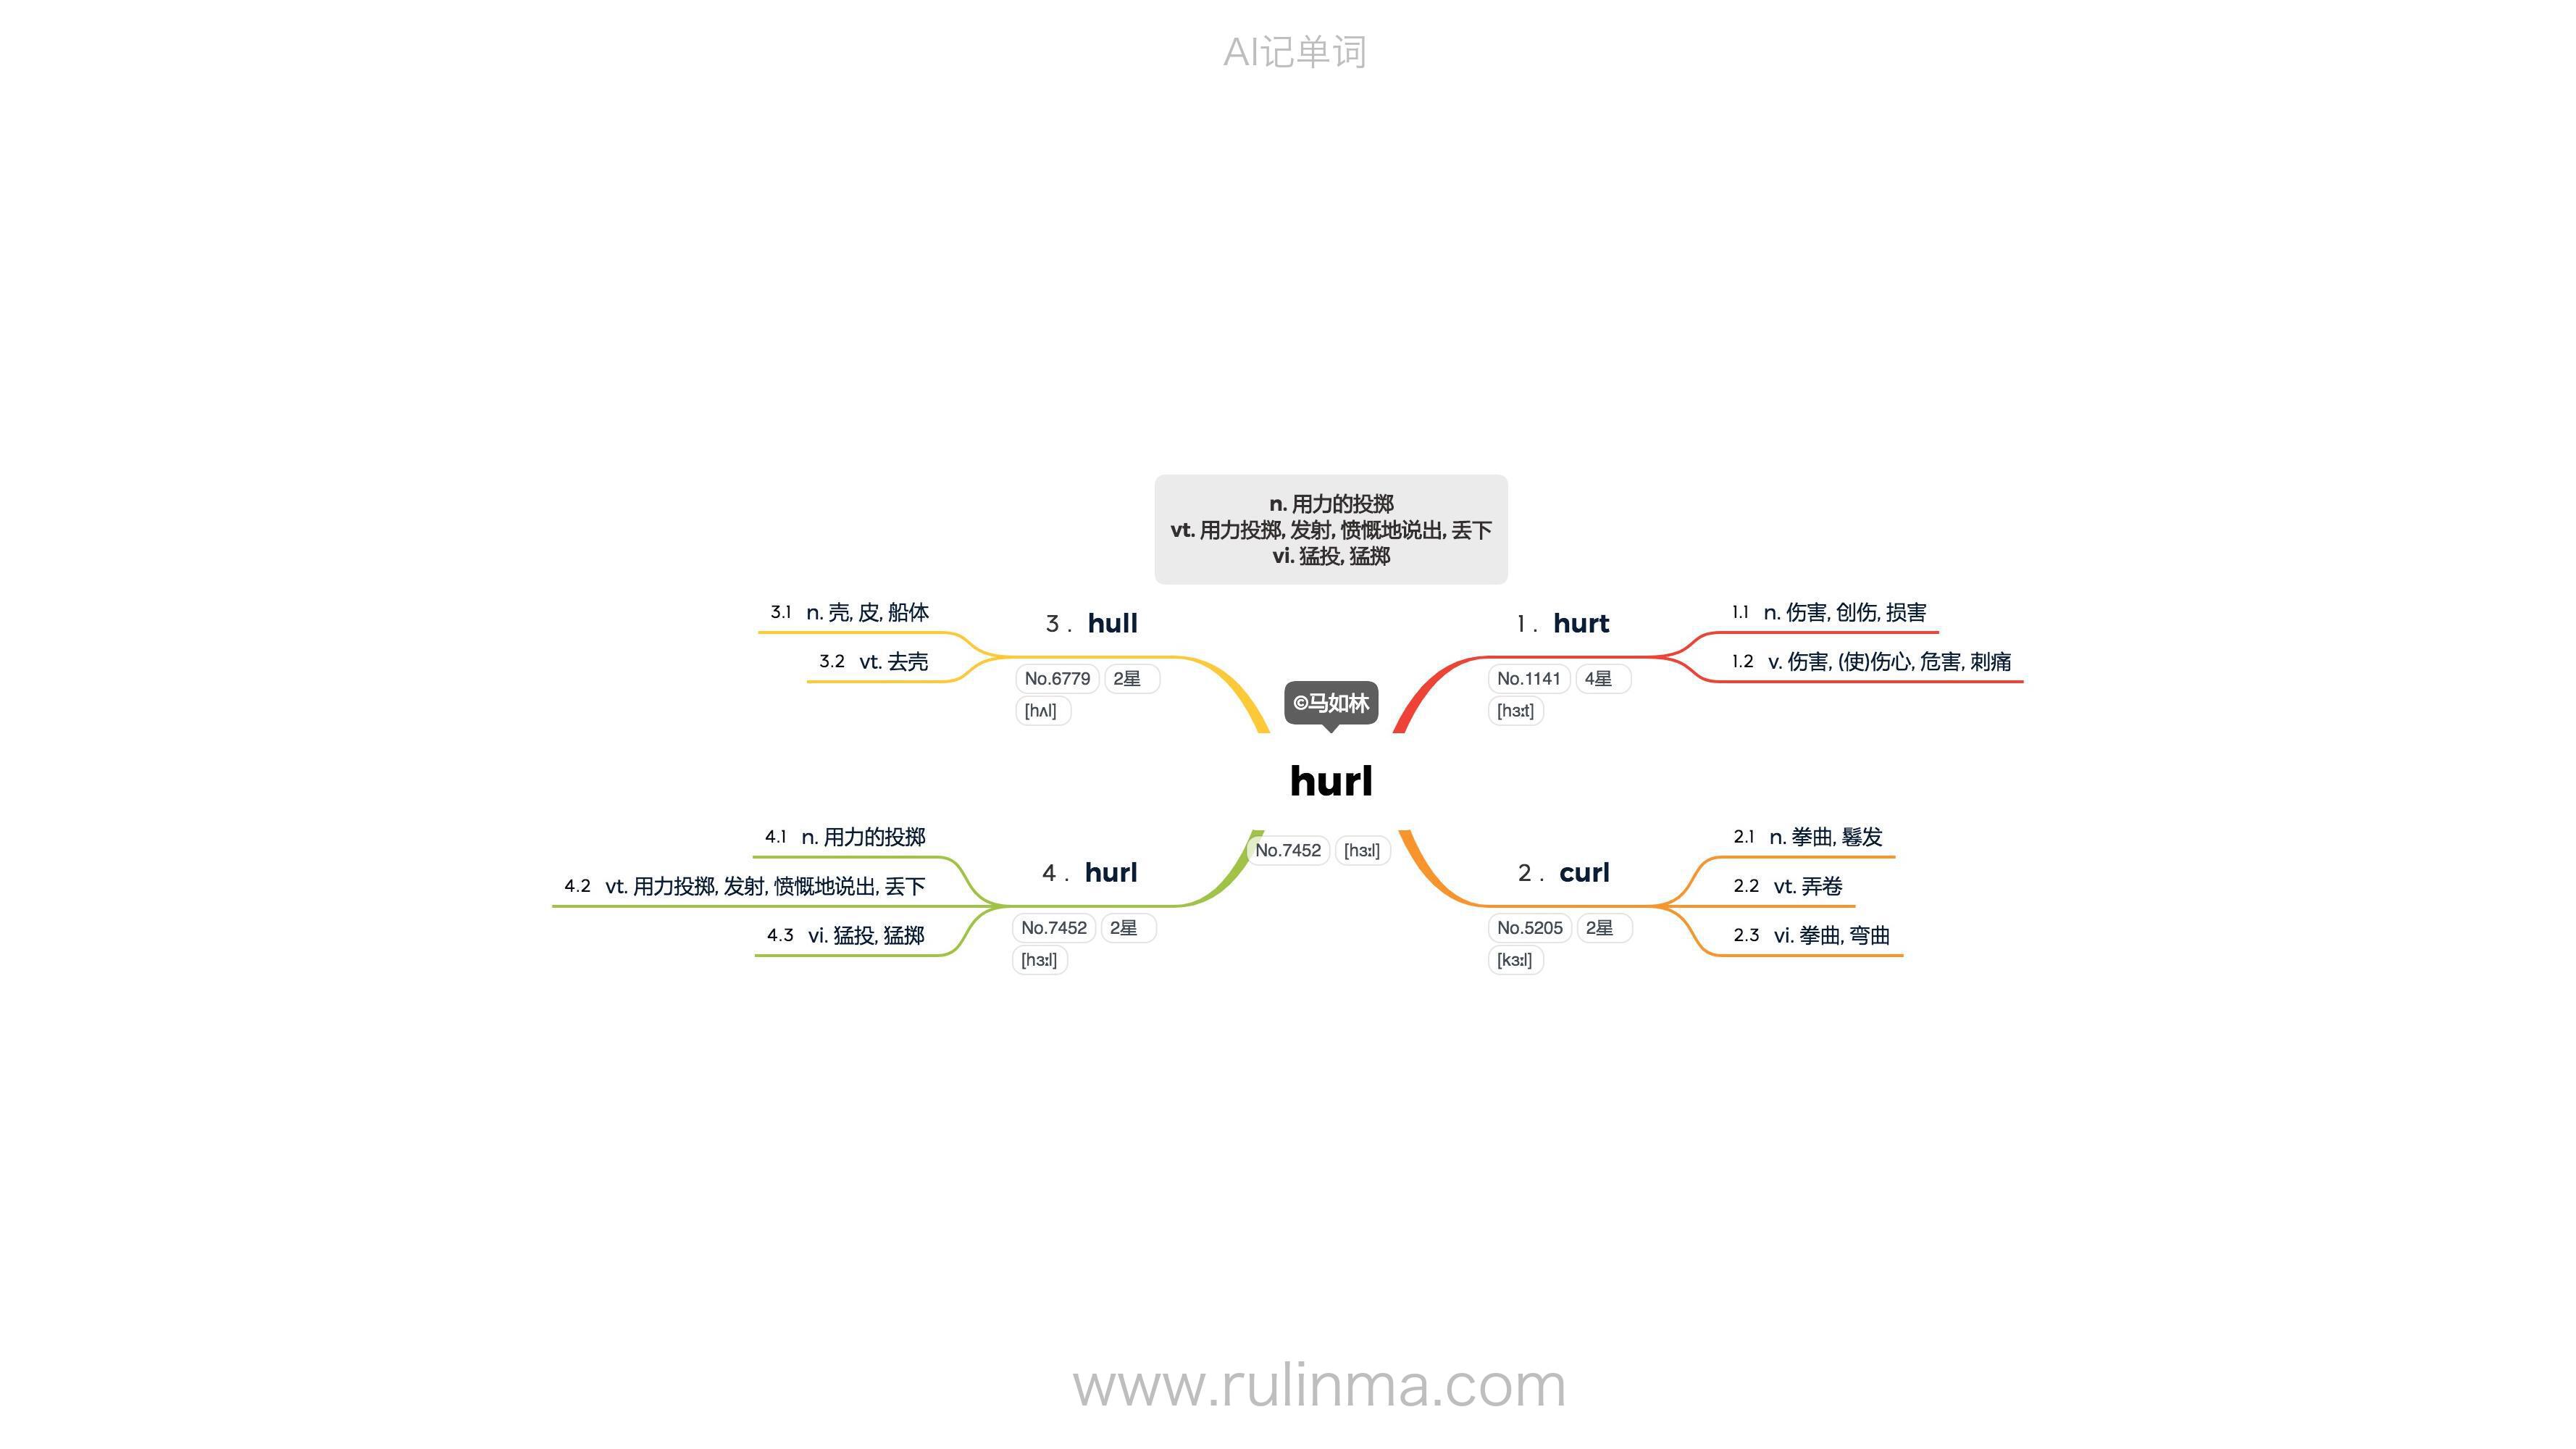 AI记单词
n. 用力的投掷
vt. 用力投掷, 发射, 愤慨地说出, 丢下
vi. 猛投, 猛掷
©马如林
hurl
No.7452 [hɜːl]
1 . hurt
No.1141 4星
[hɜːt]
1.1 n. 伤害, 创伤, 损害
1.2 v. 伤害, (使)伤心, 危害, 刺痛
2 . curl
No.5205 2星
[kɜːl]
2.1 n. 拳曲, 鬈发
2.2 vt. 弄卷
2.3 vi. 拳曲, 弯曲
3 . hull
No.6779 2星
[hʌl]
3.1 n. 壳, 皮, 船体
3.2 vt. 去壳
4 . hurl
No.7452 2星
[hɜːl]
4.1 n. 用力的投掷
4.2 vt. 用力投掷, 发射, 愤慨地说出, 丢下
4.3 vi. 猛投, 猛掷
www.rulinma.com